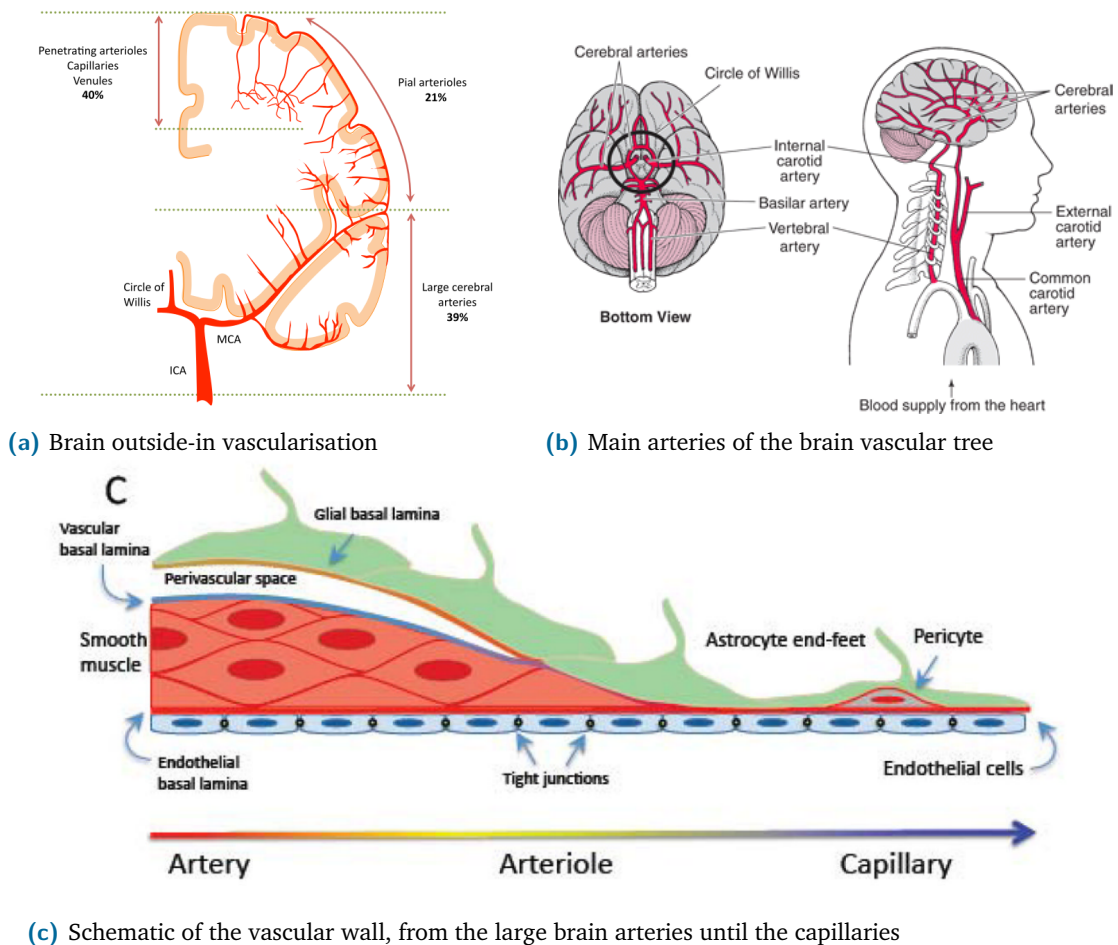 Penetrating arterioles
Capillaries
Venules
40%
Pial arterioles
21%
Circle of
Willis
MCA
ICA
Large cerebral
arteries
39%
(a) Brain outside-in vascularisation
Cerebral arteries
Circle of Willis
Internal
carotid
artery
Basilar artery
Vertebral
artery
Bottom View
Cerebral
arteries
External
carotid
artery
Common
carotid
artery
Blood supply from the heart
(b) Main arteries of the brain vascular tree
C
Vascular
basal lamina
Glial basal lamina
Perivascular space
Smooth
muscle
Astrocyte end-feet
Pericyte
Endothelial
basal lamina
Tight junctions
Endothelial cells
Artery
Arteriole
Capillary
(c) Schematic of the vascular wall, from the large brain arteries until the capillaries